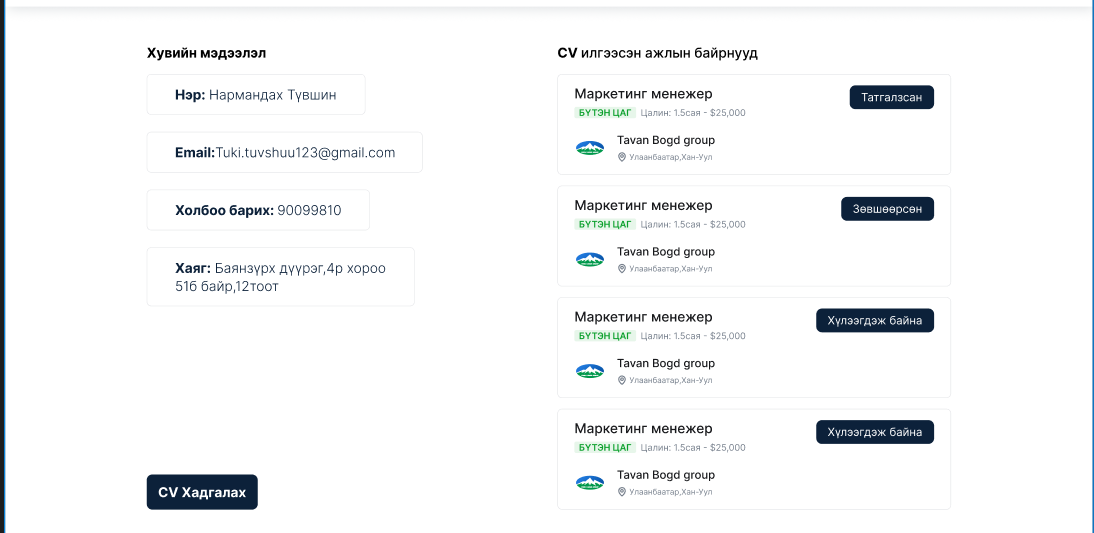 Хувийн мэдээлэл
Нэр: Нармандах Түвшин
Email:Tuki.tuvshuu123@gmail.com
Холбоо барих: 90099810
Хаяг: Баянзүрх дүүрэг,4р хороо
51б байр,12тоот
CV Хадгалах
CV илгээсэн ажлын байрнууд
Маркетинг менежер
Татгалзсан
БҮТЭН ЦАГ Цалин: 1.5сая - $25,000
Tavan Bogd group
Улаанбаатар,Хан-Уул
Маркетинг менежер
Зөвшөөрсөн
БҮТЭН ЦАГ Цалин: 1.5сая - $25,000
Tavan Bogd group
Улаанбаатар,Хан-Уул
Маркетинг менежер
Хүлээгдэж байна
БҮТЭН ЦАГ Цалин: 1.5сая - $25,000
Tavan Bogd group
Улаанбаатар,Хан-Уул
Маркетинг менежер
Хүлээгдэж байна
БҮТЭН ЦАГ Цалин: 1.5сая - $25,000
Tavan Bogd group
Улаанбаатар,Хан-Уул